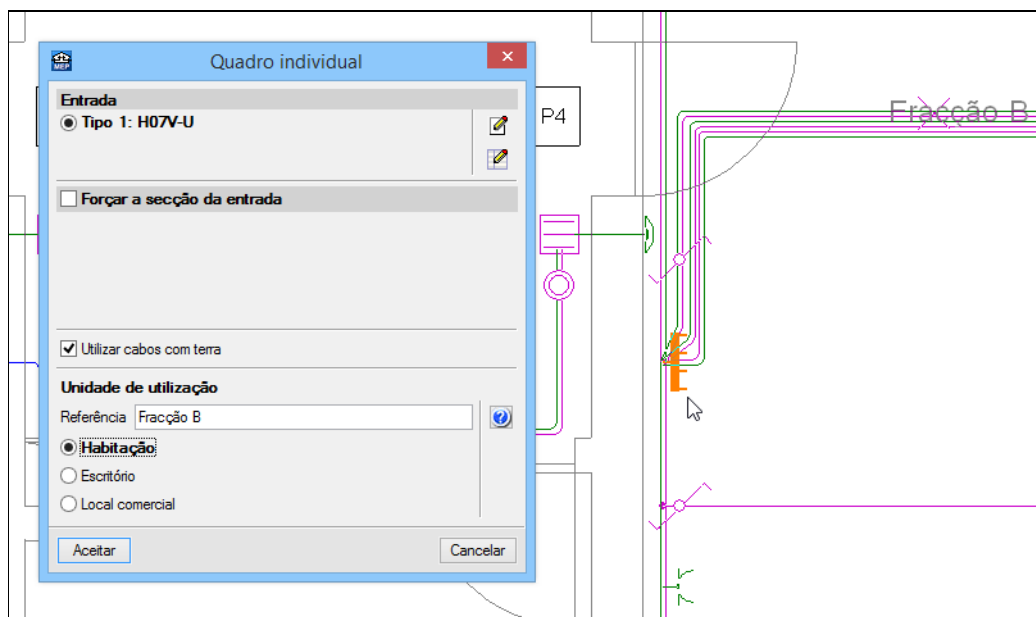 MEP
Quadro individual
Entrada
Tipo 1: H07V-U
Forçar a secção da entrada
Utilizar cabos com terra
Unidade de utilização
Referência Fracção B
Habitação
Escritório
Local comercial
Aceitar Cancelar
P4
Fracção B